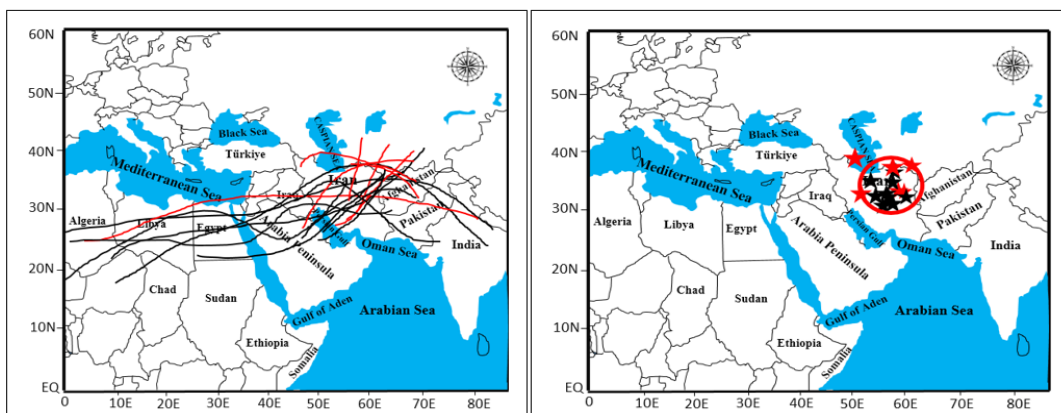 60N
50N
40N
30N
20N
10N
EQ
0 10E 20E 30E 40E 50E 60E 70E 80E
Black Sea
CASPIAN SE
Türkiye
Mediterranean Sea
Iran
Iraq
Afghanistan
Algeria
Libya
Egypt
Persian Gulf
Pakistan
India
Arabia Peninsula
Oman Sea
Chad
Sudan
Gulf of Aden
Arabian Sea
Ethiopia
Somalia
60N
50N
40N
30N
20N
10N
EQ
0 10E 20E 30E 40E 50E 60E 70E 80E
Black Sea
CASPIAN SE
Türkiye
Mediterranean Sea
Iraq
Afghanistan
Algeria
Libya
Egypt
Persian Gulf
Pakistan
India
Arabia Peninsula
Oman Sea
Chad
Sudan
Gulf of Aden
Arabian Sea
Ethiopia
Somalia